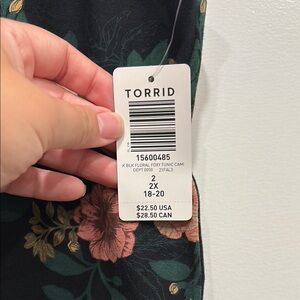 TORRID
15600485
K BLK FLORAL FOXY TUNIC CAMI
DEPT 0050 21FAL3
2
2X
18-20
$22.50 USA
$28.50 CAN